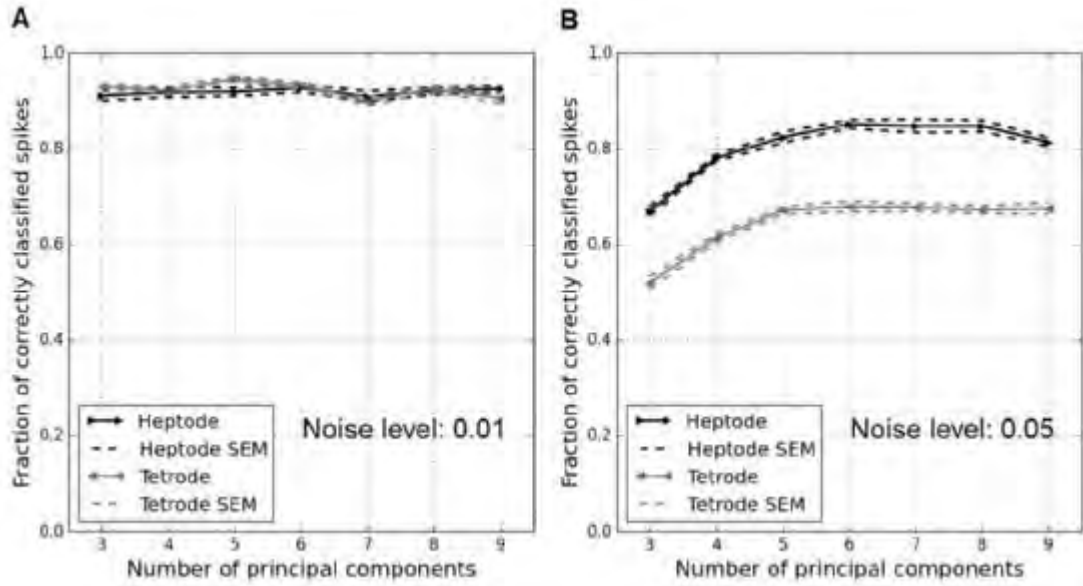 A
Fraction of correctly classified spikes
1.0
0.8
0.6
0.4
0.2
0.0
Heptode
Heptode SEM
Tetrode
Tetrode SEM
Noise level: 0.01
3 4 5 6 7 8 9
Number of principal components
B
Fraction of correctly classified spikes
1.0
0.8
0.6
0.4
0.2
0.0
Heptode
Heptode SEM
Tetrode
Tetrode SEM
Noise level: 0.05
3 4 5 6 7 8 9
Number of principal components